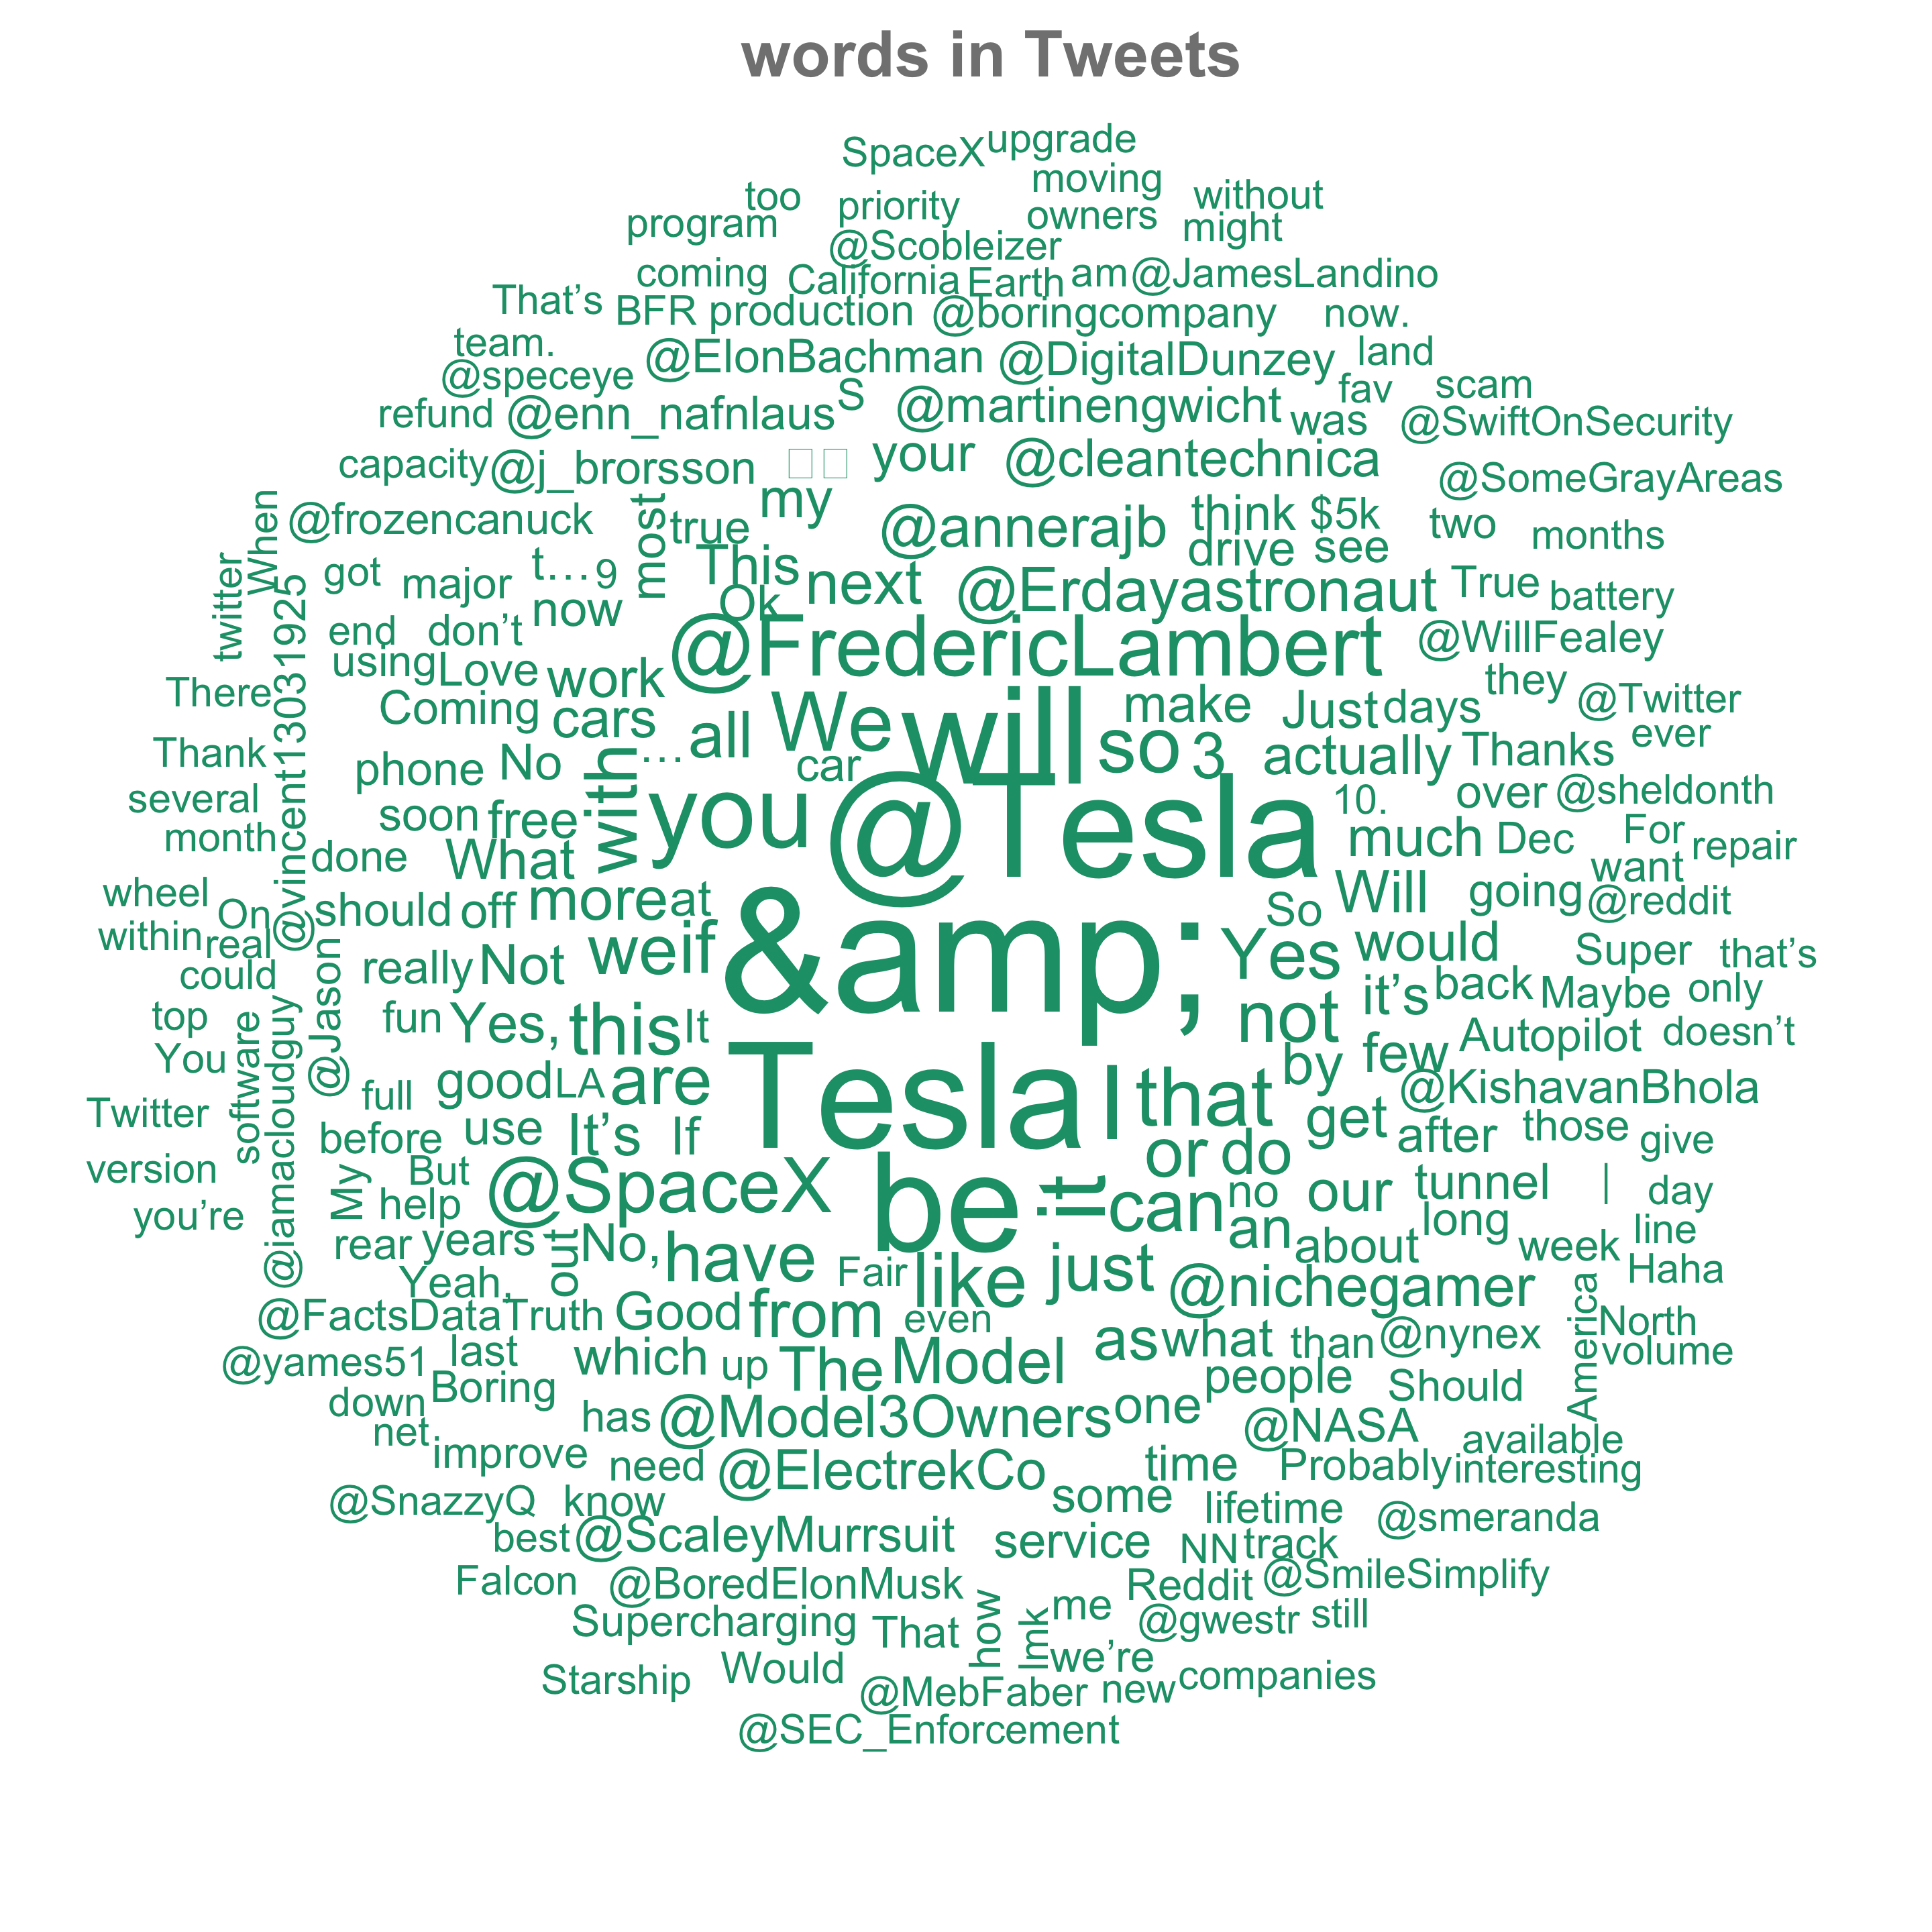 words in Tweets
SpaceX upgrade
moving
too priority owners without
program might
@Scobleizer
coming California Earth am @JamesLandino
That’s BFR production @boringcompany now.
team. @ElonBachman @DigitalDunzey land
@speceye fav scam
refund @enn_nafnlaus S @martinengwicht was @SwiftOnSecurity
capacity @j_brorsson your @cleantechnica @SomeGrayAreas
When @frozencanuck most true my @annerajb think $5k two months
drive see
twitter got major t… 9 This next @Erdayastronaut True battery
end don’t now Ok @FredericLambert @WillFealey
using Love work
There @vincent13031925 Coming cars … all We will make Just days they @Twitter
Thank phone No with car so 3 actually Thanks ever
several soon free you @Tesla 10. over @sheldonth
month done What much Dec For repair
wheel On should off more at So Will going want @reddit
within real &amp; Yes would Super that’s
could @Jason really Not we if it’s back Maybe only
top software @iamacloudguy fun Yes, this It not few Autopilot doesn’t
You full good LA are Tesla I that by @KishavanBhola
Twitter before use It’s If get after those give
version My But @SpaceX be it or do tunnel | day
you’re help can no our
rear years out No, have an about long week line
Yeah, Fair like just America Haha
@FactsDataTruth Good from even @nichegamer North
@yames51 last which up The Model as what than @nynex volume
down Boring people Should
net has @Model3Owners one @NASA available
improve need @ElectrekCo time Probably interesting
@SnazzyQ know some lifetime @smeranda
best @ScaleyMurrsuit service NN track
Falcon @BoredElonMusk Reddit @SmileSimplify
Supercharging That how lmk me @gwestr still
Starship Would we’re companies
@MebFaber new
@SEC_Enforcement